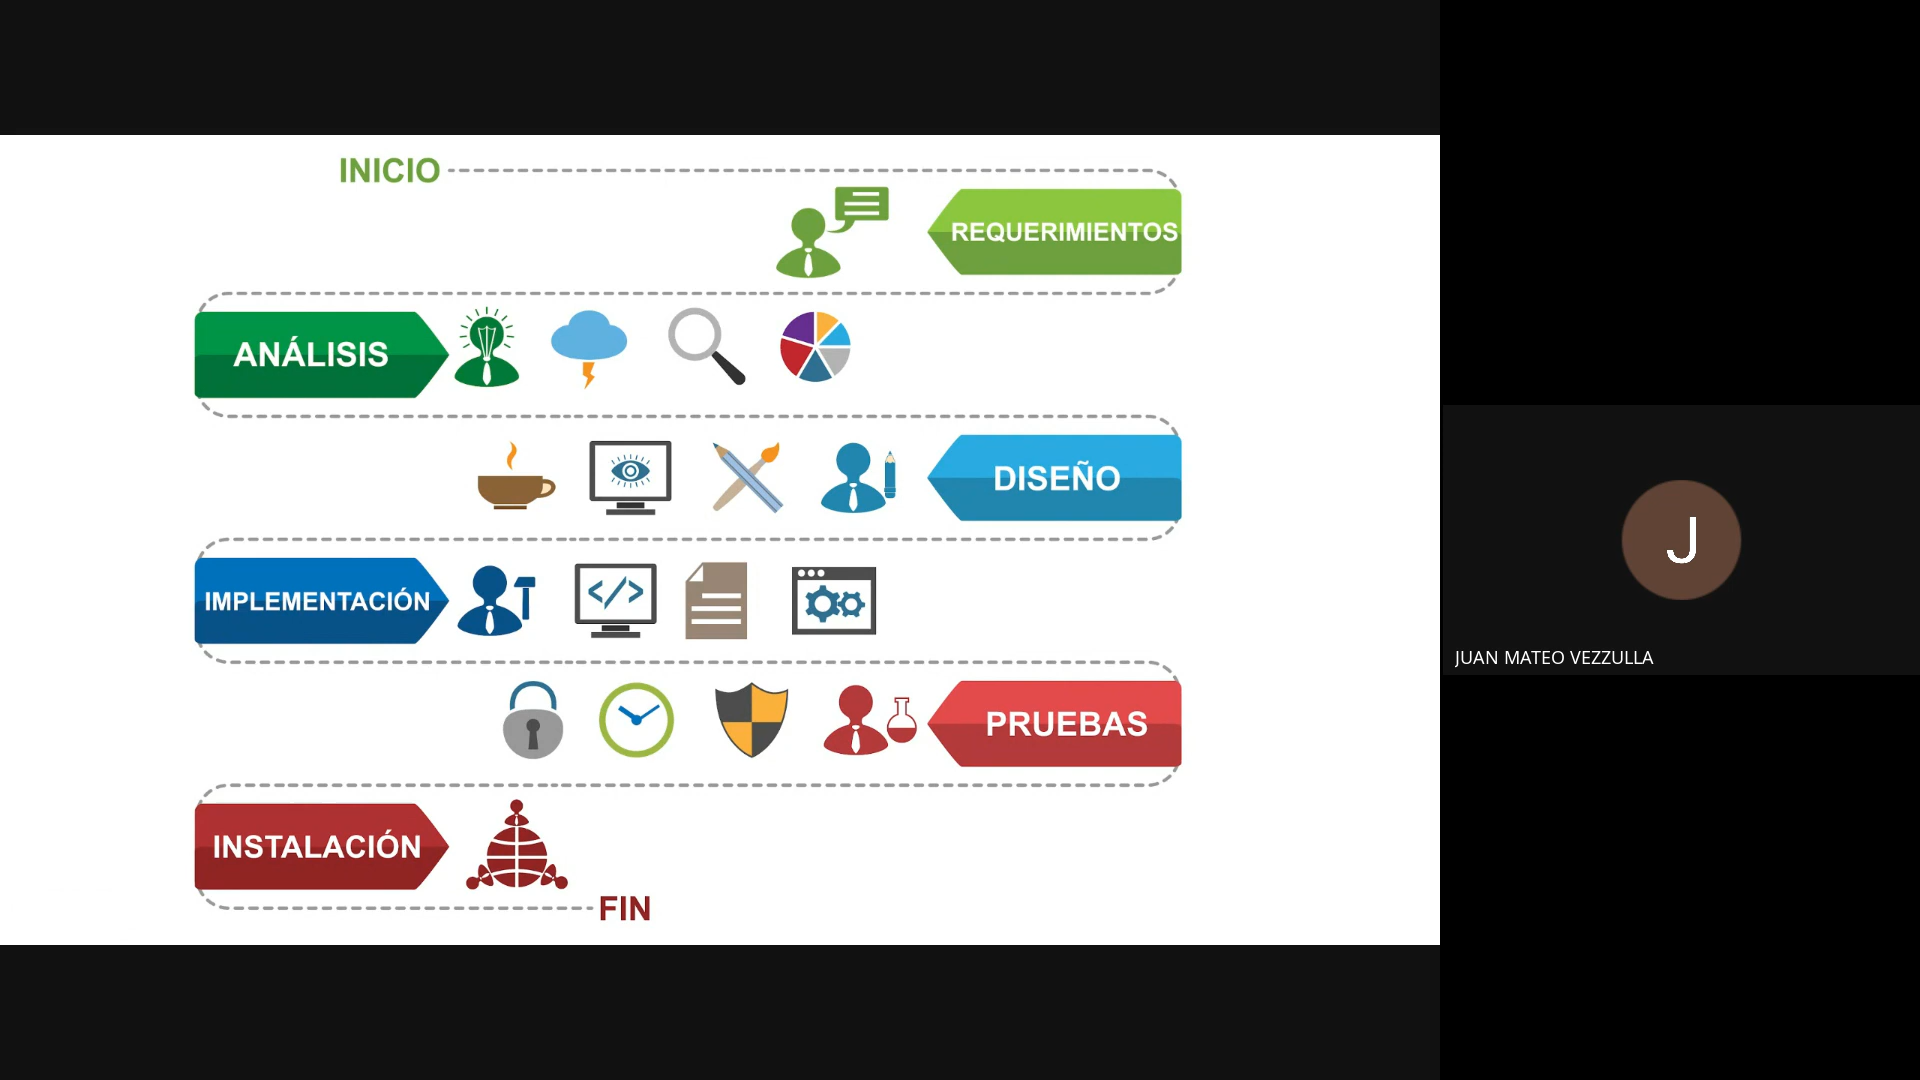 INICIO
REQUERIMIENTOS
ANÁLISIS
DISEÑO
IMPLEMENTACIÓN
</>
PRUEBAS
INSTALACIÓN
FIN
J
JUAN MATEO VEZZULLA